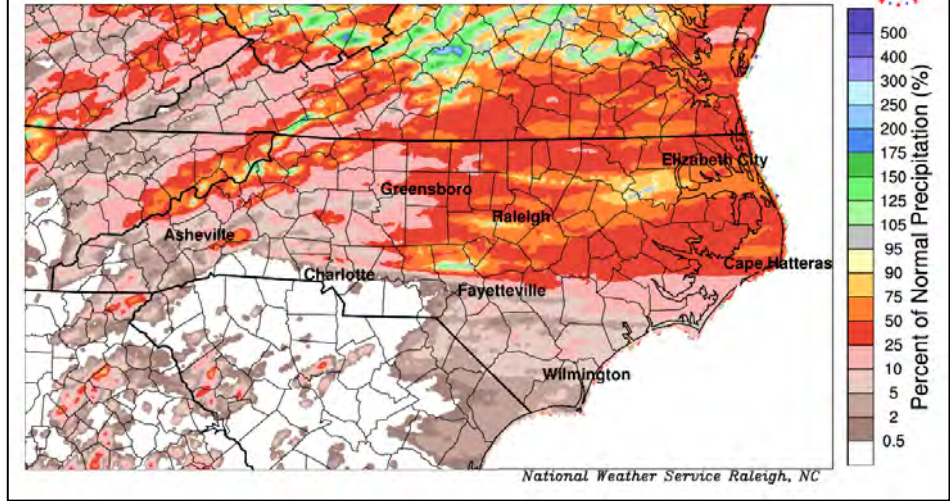 Elizabeth City
Greensboro
Raleigh
Asheville
Cape Hatteras
Charlotte
Fayetteville
Wilmington
National Weather Service Raleigh, NC
500
400
300
250
200
175
150
125
105
95
90
75
50
25
10
5
2
0.5
Percent of Normal Precipitation (%)